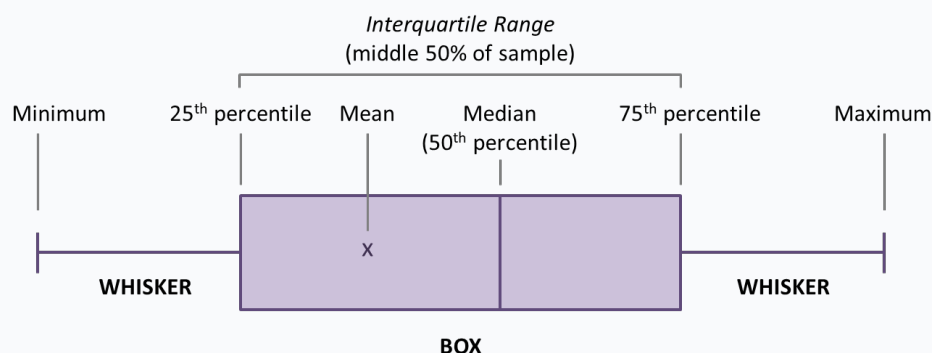 Interquartile Range
(middle 50% of sample)
Minimum
25th percentile
Mean
Median
(50th percentile)
75th percentile
Maximum
x
WHISKER
WHISKER
BOX